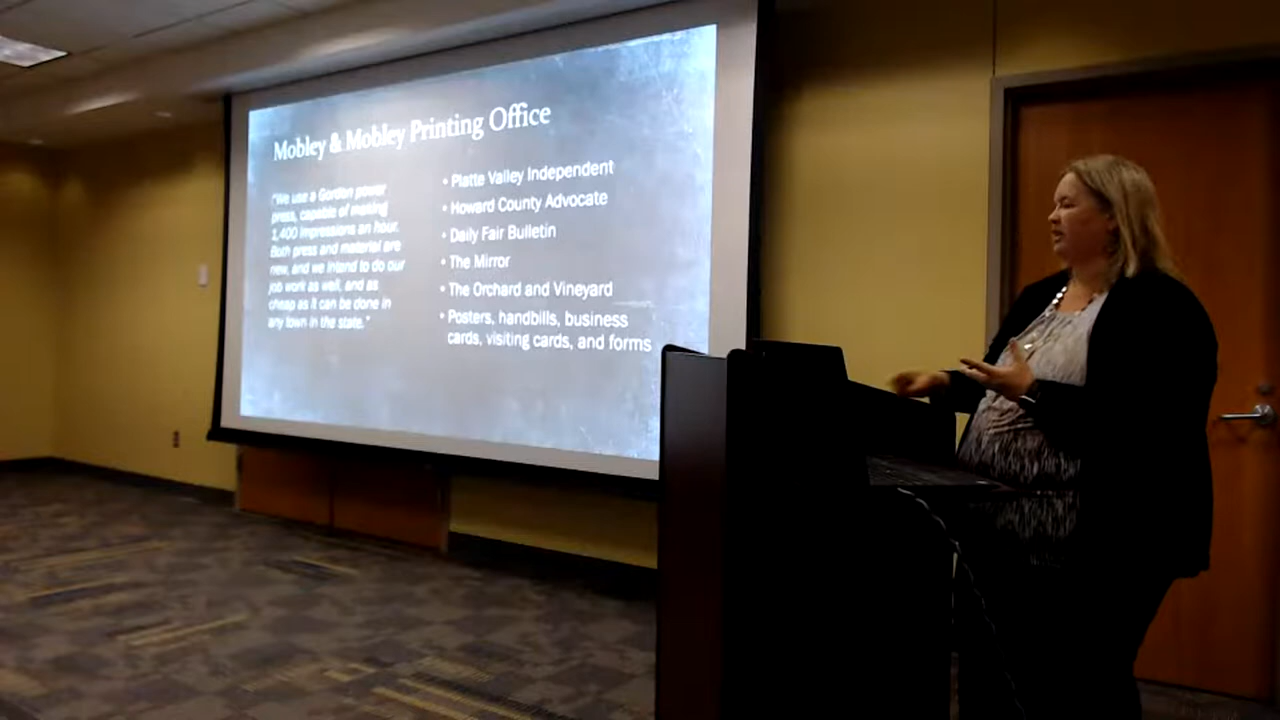 Mobley & Mobley Printing Office
"We use a Gordon power
press, capable of making
1,400 impressions an hour.
Both press and material are
new, and we intend to do our
job work as well, and as
cheap as it can be done in
any town in the state."
• Platte Valley Independent
• Howard County Advocate
• Daily Fair Bulletin
• The Mirror
• The Orchard and Vineyard
• Posters, handbills, business
cards, visiting cards, and forms